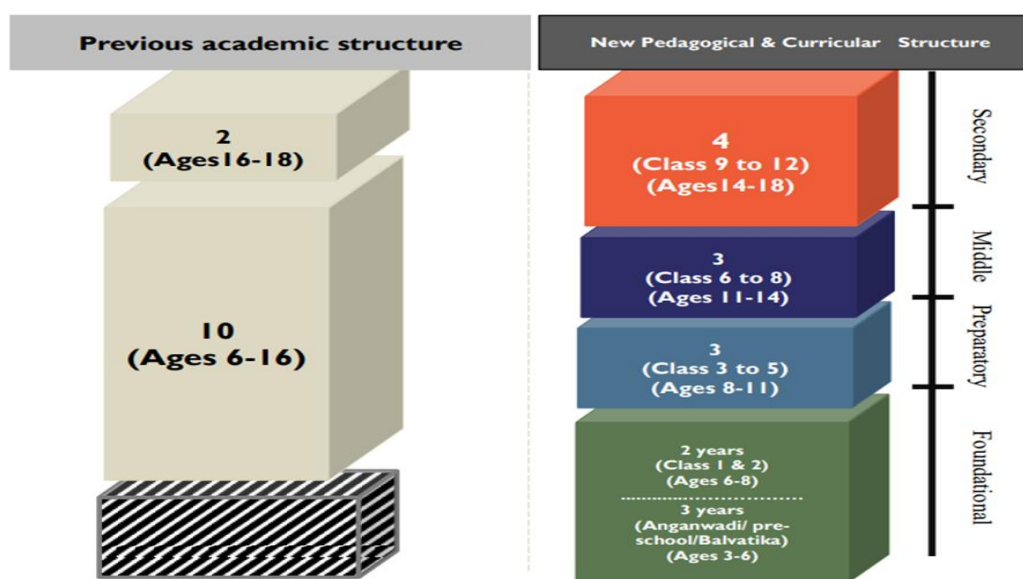 Previous academic structure
2
(Ages16-18)
10
(Ages 6-16)
New Pedagogical & Curricular Structure
4
(Class 9 to 12)
(Ages14-18)
3
(Class 6 to 8)
(Ages 11-14)
3
(Class 3 to 5)
(Ages 8-11)
2 years
(Class 1 & 2)
(Ages 6-8)
3 years
(Anganwadi/ pre-
school/Balvatika)
(Ages 3-6)
Secondary
Middle
Preparatory
Foundational